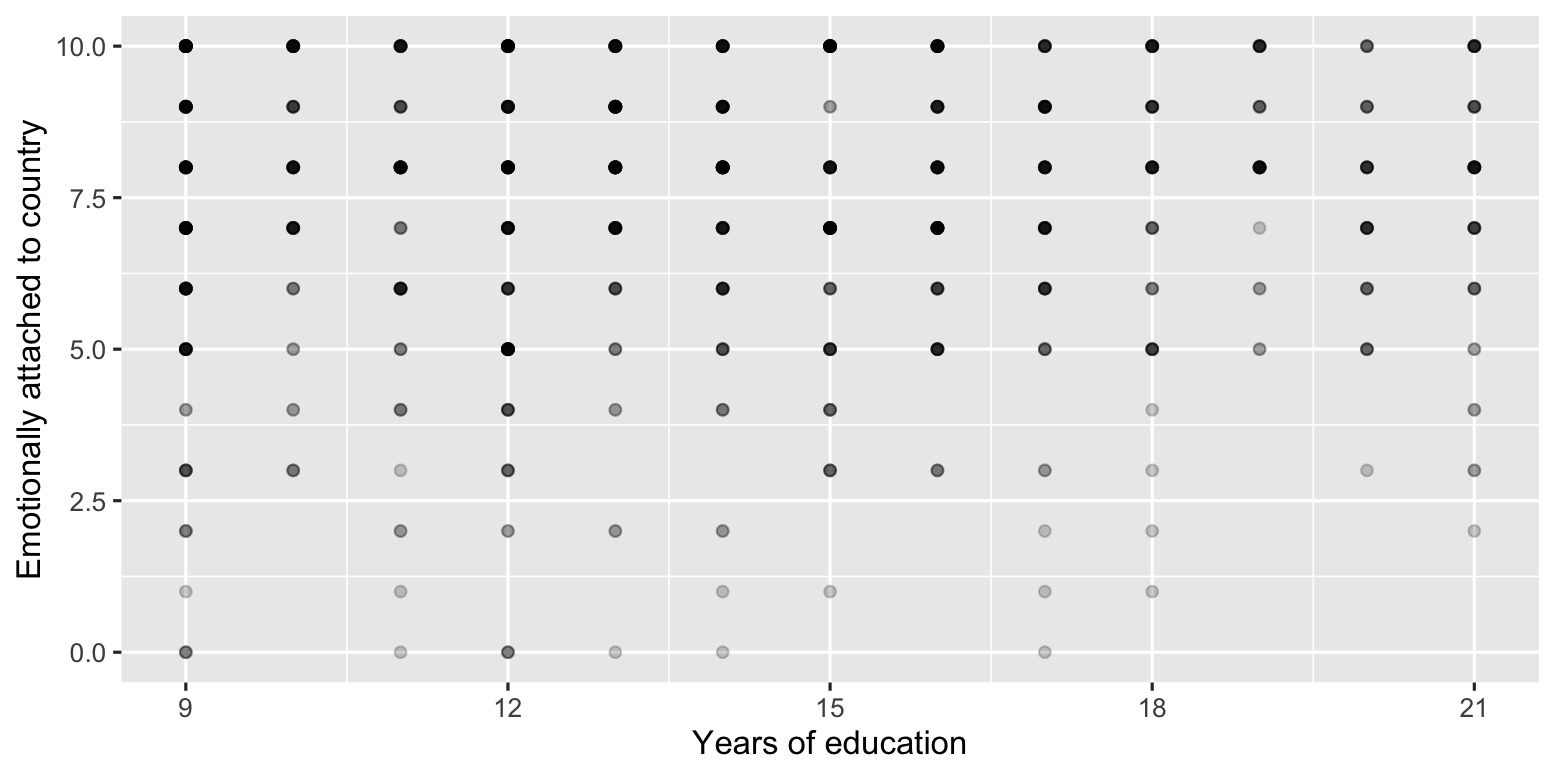 Emotionally attached to country
10.0
7.5
5.0
2.5
0.0
9 12 15 18 21
Years of education